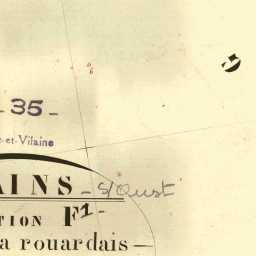 - 35 -
-et-Vilaine
AINS - S/Oust
TION F1 -
a rouardais —